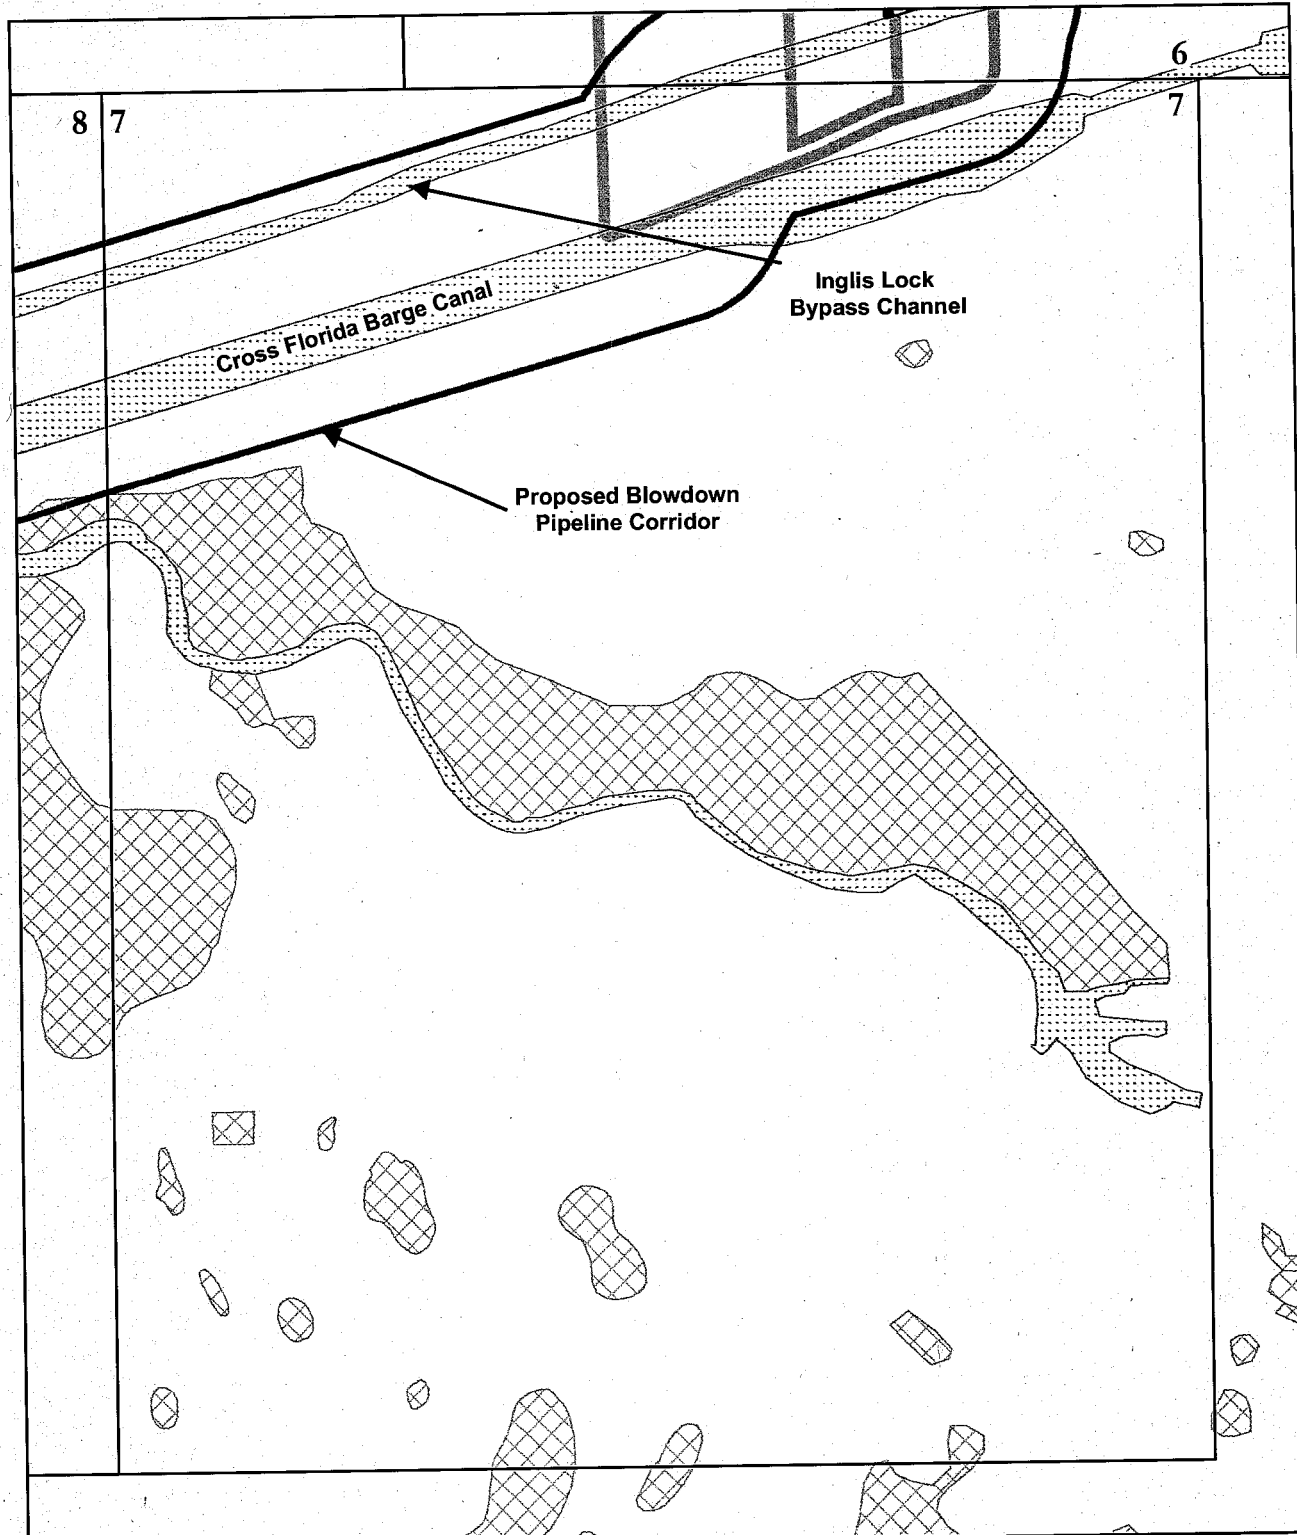 6
8 7
7
Inglis Lock
Bypass Channel
Cross Florida Barge Canal
Proposed Blowdown
Pipeline Corridor